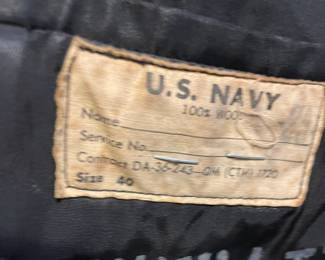 U.S. NAVY
100% WOOL
Name
Service No.
Contract DA-36-243-QM (CTM) 1720
Size 40